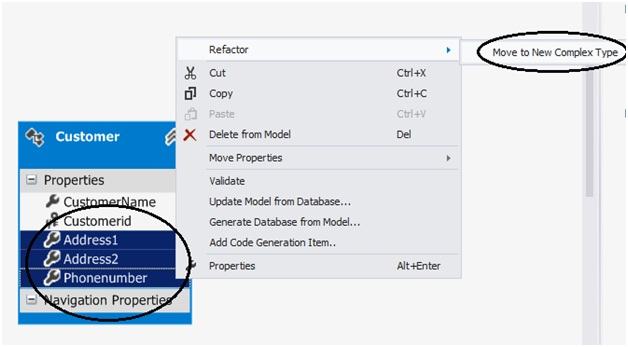 Refactor
Move to New Complex Type
Cut Ctrl+X
Copy Ctrl+C
Paste Ctrl+V
Delete from Model Del
Move Properties
Validate
Update Model from Database...
Generate Database from Model...
Add Code Generation Item..
Properties Alt+Enter
Customer
Properties
CustomerName
Customerid
Address1
Address2
Phonenumber
Navigation Properties